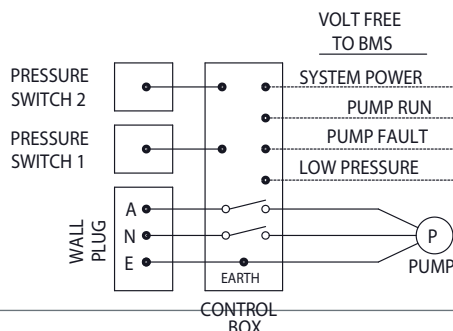 VOLT FREE
TO BMS
PRESSURE
SWITCH 2
SYSTEM POWER
PUMP RUN
PRESSURE
SWITCH 1
PUMP FAULT
LOW PRESSURE
WALL
PLUG
A
N
E
EARTH
P
PUMP
CONTROL
BOX